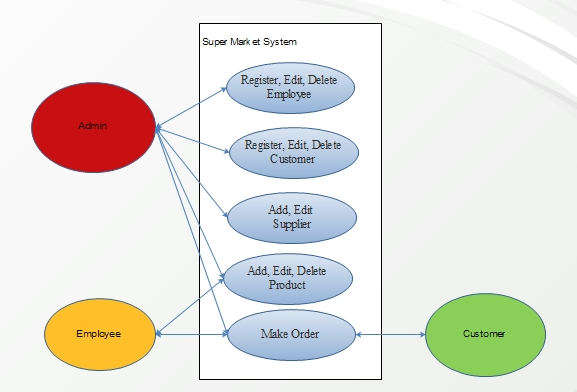 Super Market System
Register, Edit, Delete
Employee
Admin
Register, Edit, Delete
Customer
Add, Edit
Supplier
Add, Edit, Delete
Product
Employee
Make Order
Customer